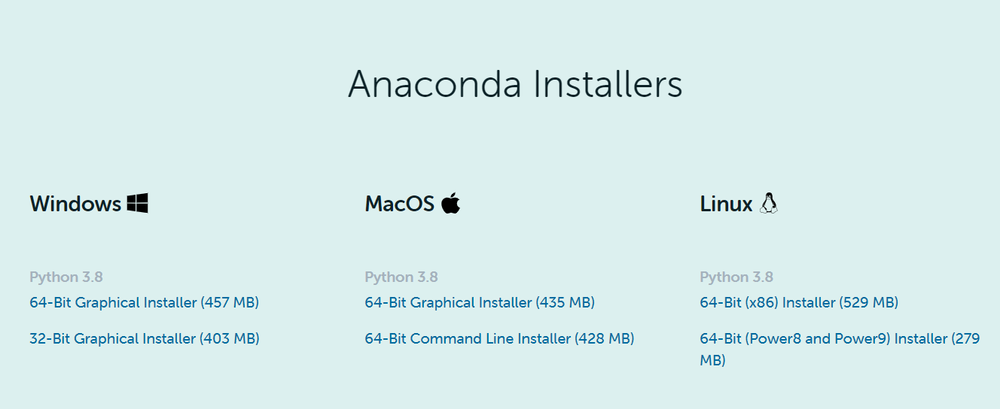 Anaconda Installers
Windows
Python 3.8
64-Bit Graphical Installer (457 MB)
32-Bit Graphical Installer (403 MB)
MacOS
Python 3.8
64-Bit Graphical Installer (435 MB)
64-Bit Command Line Installer (428 MB)
Linux
Python 3.8
64-Bit (x86) Installer (529 MB)
64-Bit (Power8 and Power9) Installer (279
MB)